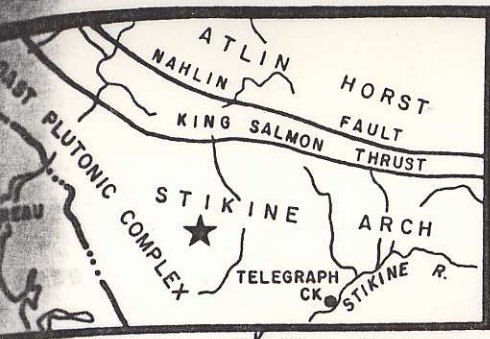 ATLIN HORST
NAHLIN FAULT
KING SALMON THRUST
PLUTONIC COMPLEX
STIKINE ARCH
TELEGRAPH
CK.
STIKINE R.